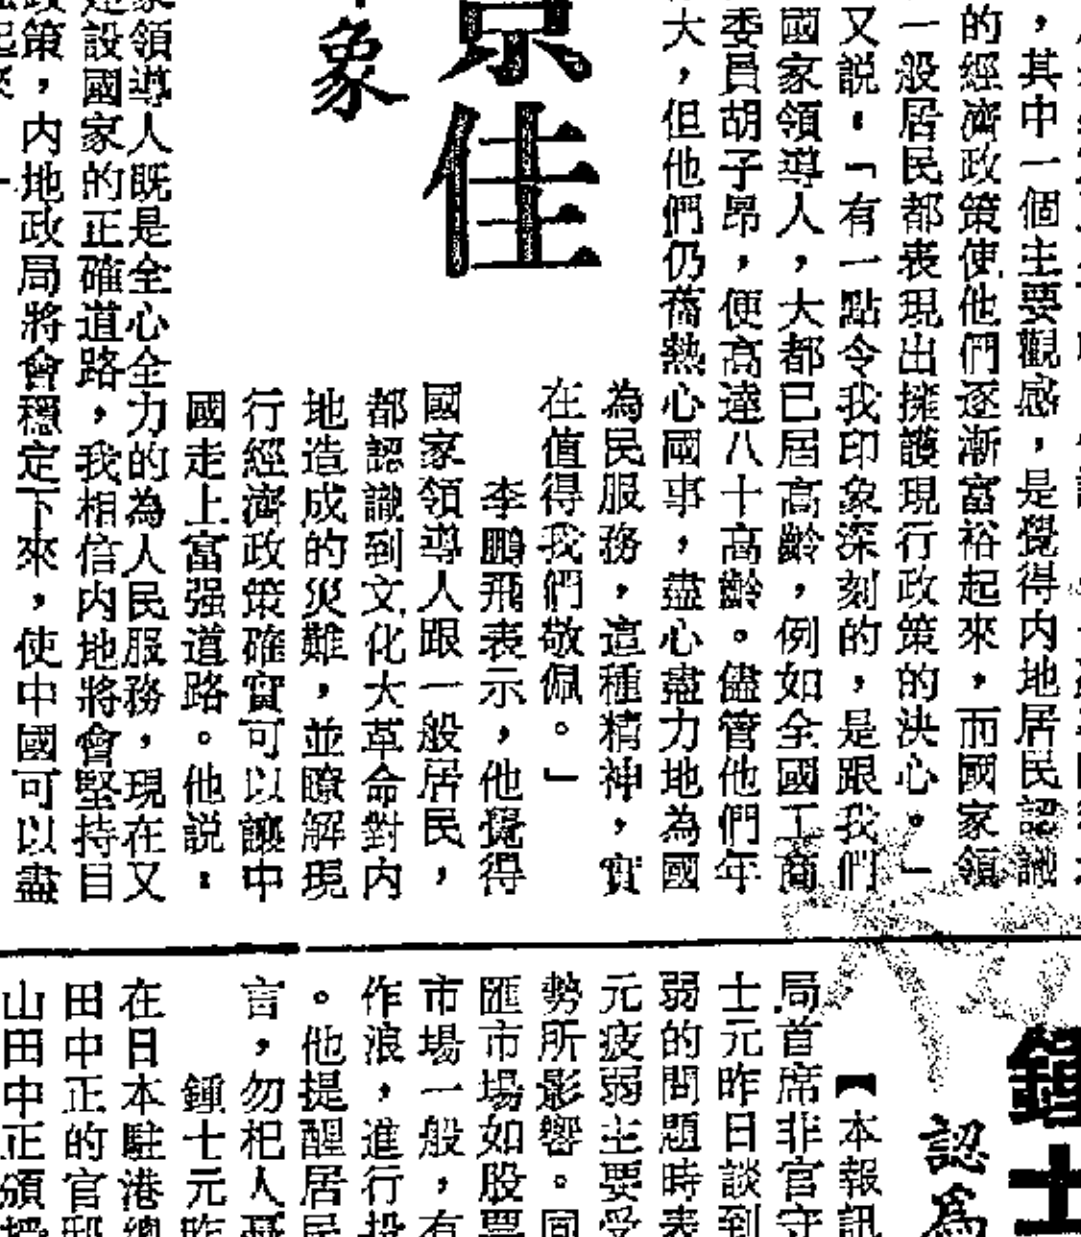 ，其中一個主要觀感，是覺得内地居民認識
的經濟政策使他們逐漸富裕起來，而國家領
一般居民都表現出擁護現行政策的決心。」
又説：「有一點令我印象深刻的，是跟我們
國家領導人，大都已居高齡，例如全國工商
委員胡子昂，便高達八十高齡。儘管他們年
大，但他們仍舊熱心國事，盡心盡力地為國
為民服務，這種精神，實
在值得我們敬佩。」
李鵬飛表示，他覺得
國家領導人跟一般居民，
都認識到文化大革命對内
地造成的災難，並瞭解現
行經濟政策確實可以讓中
國走上富强道路。他説：
景佳
象
家領導人既是全心全力的為人民服務，現在又
建設國家的正確道路，我相信内地將會堅持目
政策，内地政局將會穩定下來，使中國可以盡
鍾士
認爲
【本報訊
局首席非官守
士元昨日談到
弱的問題時表
元疲弱主要受
勢所影響。同
匯市場如股票
市場一般，有
作浪，進行投
。他提醒居民
言，勿杞人憂
鍾士元昨
在日本駐港總
田中正的官邸
山田中正頒授